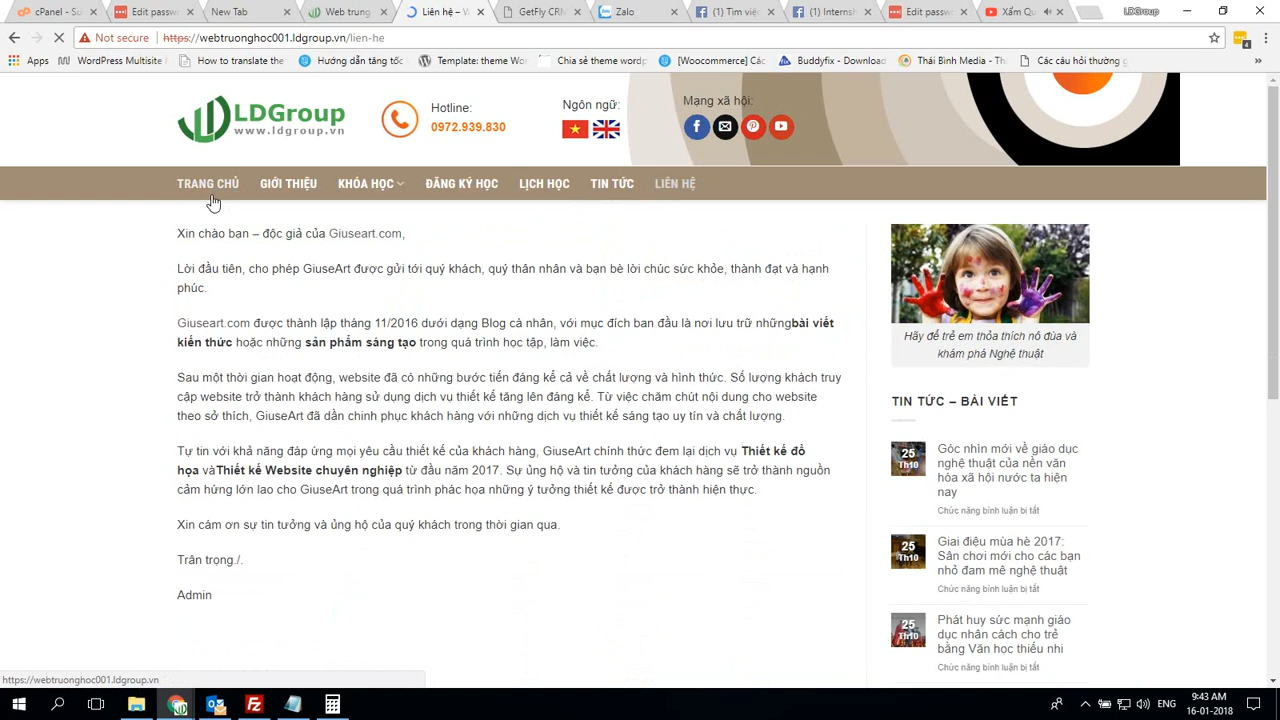 cPanel - Su
Edit passw
New Tab
Web trung
Liên hệ – V
GetFly CRM
Zalo
(1) Tìm việc
(1) Internsh
Edit passw
Xẩm Qu
LDGroup
Not secure https://webtruonghoc001.ldgroup.vn/lien-he
Apps
WordPress Multisite
How to translate the
Hướng dẫn tăng tốc
Template: theme Wor
Chia sẻ theme wordp
[Woocommerce] Các
Buddyfix - Download
Thái Bình Media - Th
Các câu hỏi thường g
LDGroup
www.ldgroup.vn
Hotline:
0972.939.830
Ngôn ngữ:
Mạng xã hội:
TRANG CHỦ GIỚI THIỆU KHÓA HỌC ĐĂNG KÝ HỌC LỊCH HỌC TIN TỨC LIÊN HỆ
Xin chào bạn – độc giả của Giuseart.com,
Lời đầu tiên, cho phép GiuseArt được gửi tới quý khách, quý thân nhân và bạn bè lời chúc sức khỏe, thành đạt và hạnh
phúc.
Giuseart.com được thành lập tháng 11/2016 dưới dạng Blog cá nhân, với mục đích ban đầu là nơi lưu trữ nhữngbài viết
kiến thức hoặc những sản phẩm sáng tạo trong quá trình học tập, làm việc.
Sau một thời gian hoạt động, website đã có những bước tiến đáng kể cả về chất lượng và hình thức. Số lượng khách truy
cập website trở thành khách hàng sử dụng dịch vụ thiết kế tăng lên đáng kể. Từ việc chăm chút nội dung cho website
theo sở thích, GiuseArt đã dần chinh phục khách hàng với những dịch vụ thiết kế sáng tạo uy tín và chất lượng.
Tự tin với khả năng đáp ứng mọi yêu cầu thiết kế của khách hàng, GiuseArt chính thức đem lại dịch vụ Thiết kế đồ
họa vàThiết kế Website chuyên nghiệp từ đầu năm 2017. Sự ủng hộ và tin tưởng của khách hàng sẽ trở thành nguồn
cảm hứng lớn lao cho GiuseArt trong quá trình phác họa những ý tưởng thiết kế được trở thành hiện thực.
Xin cám ơn sự tin tưởng và ủng hộ của quý khách trong thời gian qua.
Trân trọng./.
Admin
Hãy để trẻ em thỏa thích nô đùa và
khám phá Nghệ thuật
TIN TỨC – BÀI VIẾT
25
Th10
Góc nhìn mới về giáo dục
nghệ thuật của nền văn
hóa xã hội nước ta hiện
nay
Chức năng bình luận bị tắt
25
Th10
Giai điệu mùa hè 2017:
Sân chơi mới cho các bạn
nhỏ đam mê nghệ thuật
Chức năng bình luận bị tắt
25
Th10
Phát huy sức mạnh giáo
dục nhân cách cho trẻ
bằng Văn học thiếu nhi
Chức năng bình luận bị tắt
https://webtruonghoc001.ldgroup.vn
ENG
9:43 AM
16-01-2018